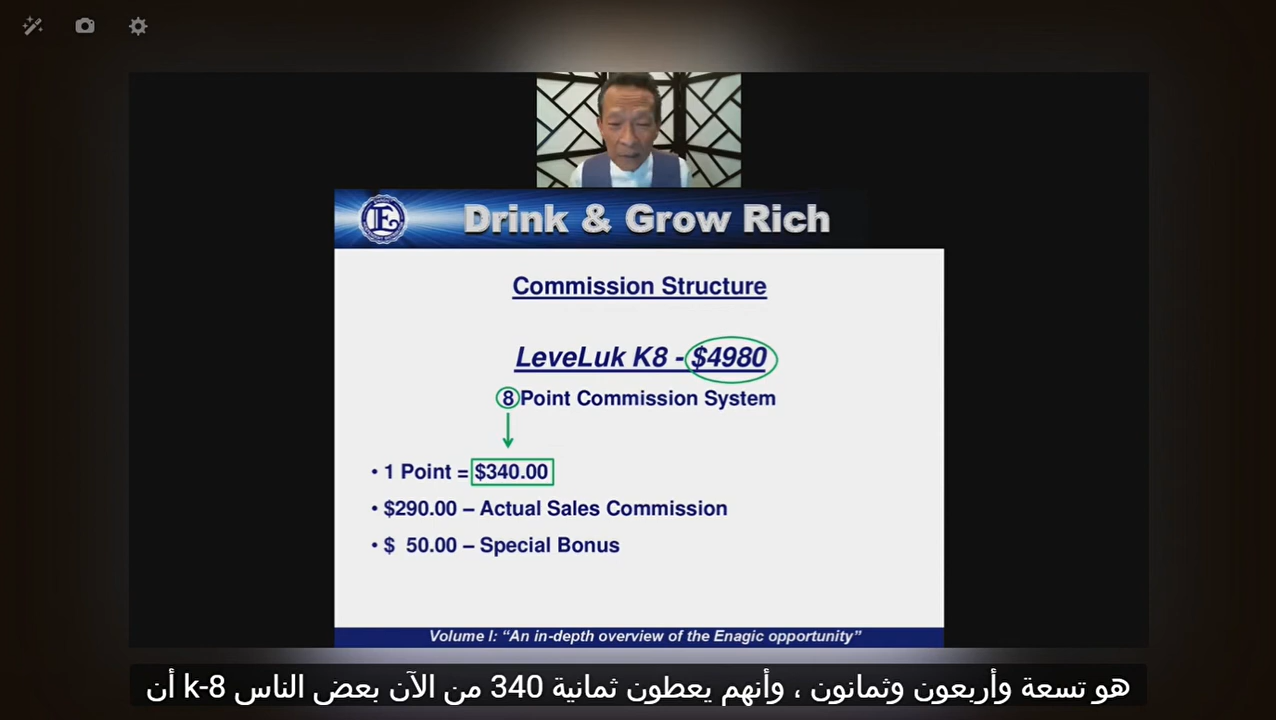 E
Drink & Grow Rich
Commission Structure
LeveLuk K8 - $4980
8 Point Commission System
• 1 Point = $340.00
• $290.00 – Actual Sales Commission
• $ 50.00 – Special Bonus
Volume I: “An in-depth overview of the Enagic opportunity”
هو تسعة وأربعون وثمانون ، وأنهم يعطون ثمانية 340 من الآن بعض الناس k-8 أن